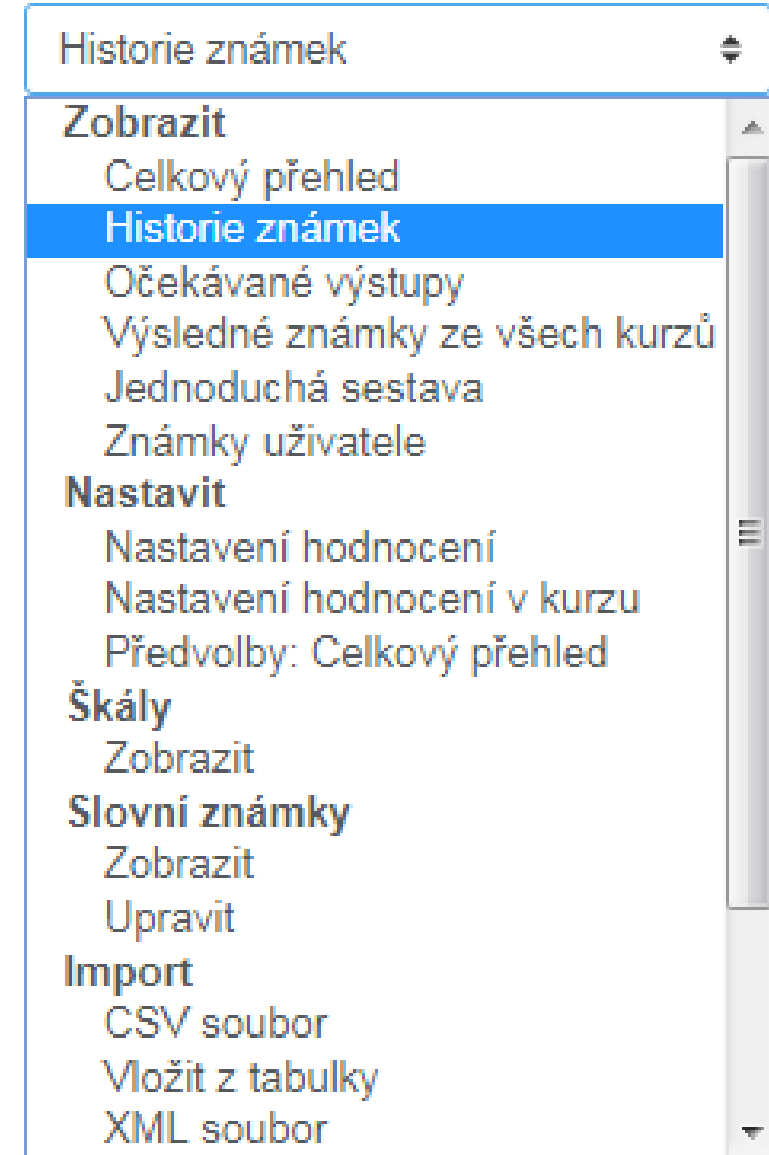 Historie známek
Zobrazit
Celkový přehled
Historie známek
Očekávané výstupy
Výsledné známky ze všech kurzů
Jednoduchá sestava
Známky uživatele
Nastavit
Nastavení hodnocení
Nastavení hodnocení v kurzu
Předvolby: Celkový přehled
Škály
Zobrazit
Slovní známky
Zobrazit
Upravit
Import
CSV soubor
Vložit z tabulky
XML soubor